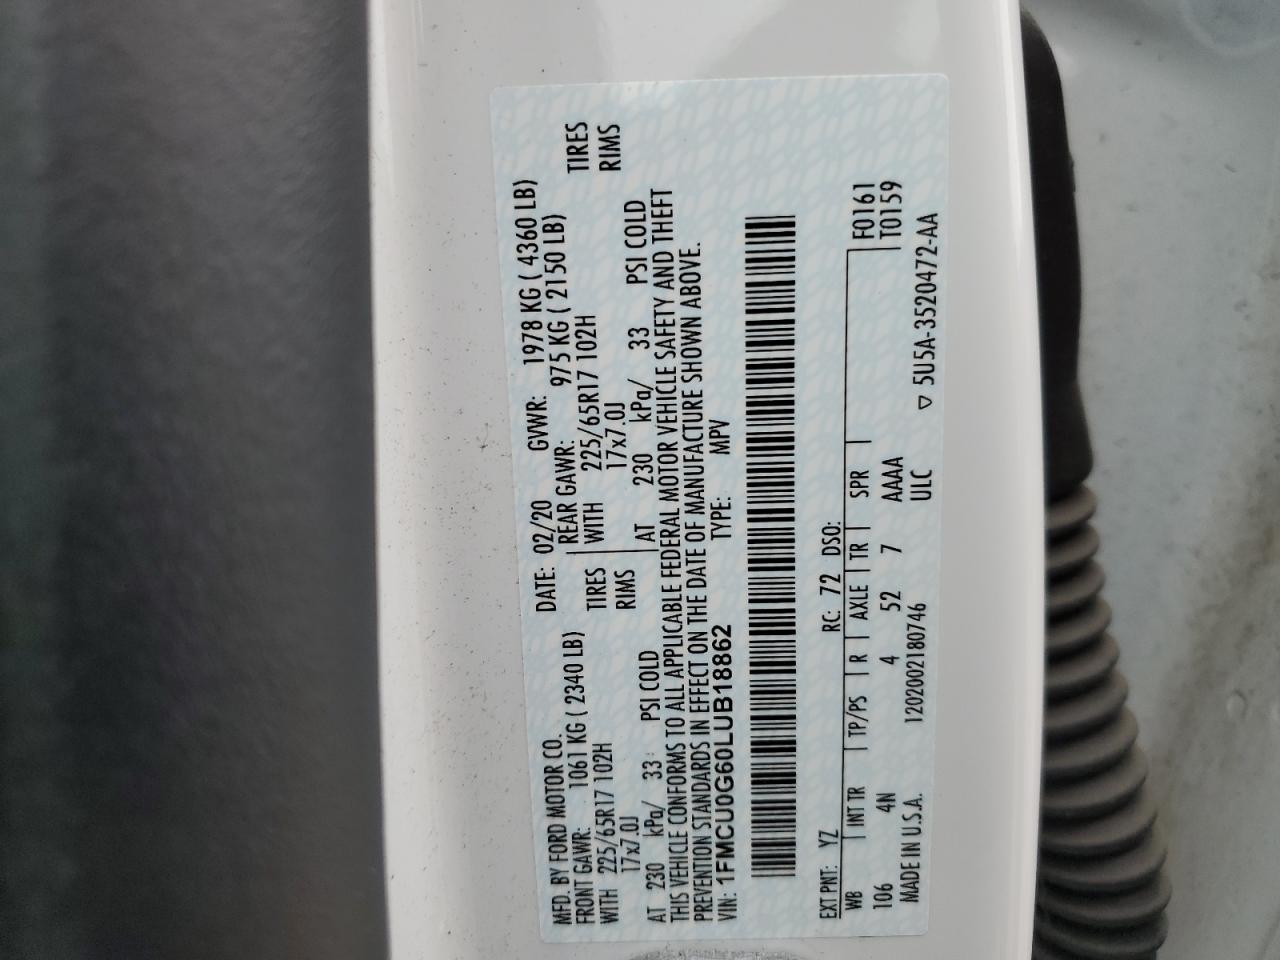 MFD. BY FORD MOTOR CO.
DATE: 02/20 GVWR: 1978 KG ( 4360 LB)
FRONT GAWR: 1061 KG ( 2340 LB) REAR GAWR: 975 KG ( 2150 LB)
WITH 225/65R17 102H TIRES WITH 225/65R17 102H TIRES
17x7.0J RIMS 17x7.0J RIMS
AT 230 kPa/ 33 PSI COLD AT 230 kPa/ 33 PSI COLD
THIS VEHICLE CONFORMS TO ALL APPLICABLE FEDERAL MOTOR VEHICLE SAFETY AND THEFT
PREVENTION STANDARDS IN EFFECT ON THE DATE OF MANUFACTURE SHOWN ABOVE.
VIN: 1FMCU0G60LUB18862 TYPE: MPV
EXT PNT: YZ RC: 72 DSO: F0161
WB INT TR TP/PS R AXLE TR SPR T0159
106 4N 4 52 7 AAAA
MADE IN U.S.A. 1202002180746 ULC ▽ 5U5A-3520472-AA